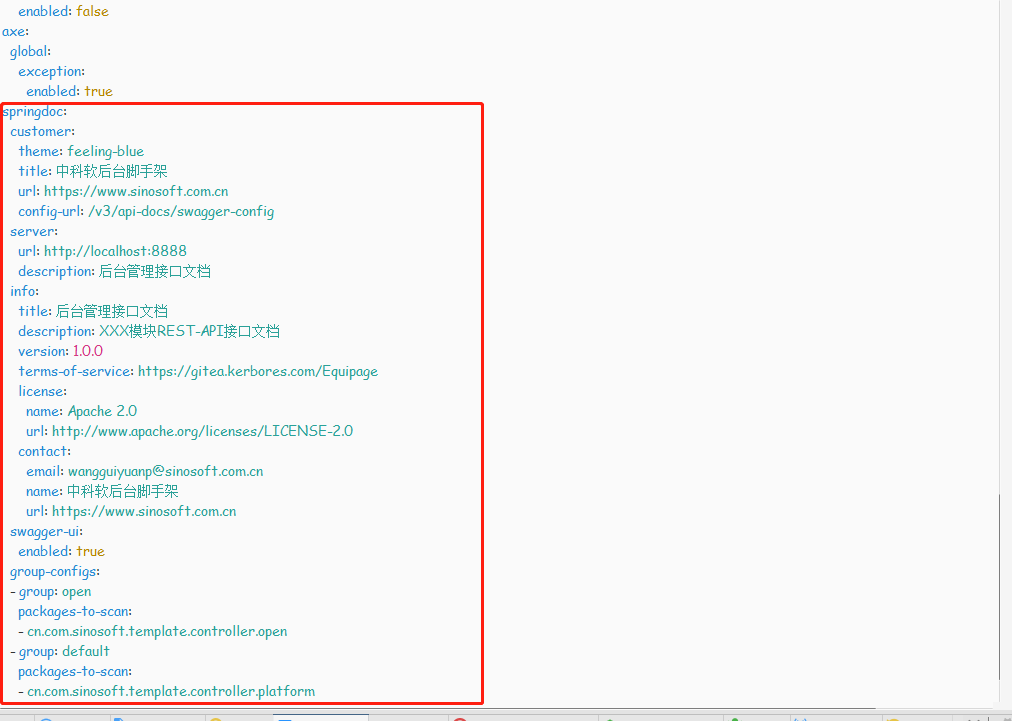 enabled: false
axe:
global:
exception:
enabled: true
springdoc:
customer:
theme: feeling-blue
title: 中科软后台脚手架
url: https://www.sinosoft.com.cn
config-url: /v3/api-docs/swagger-config
server:
url: http://localhost:8888
description: 后台管理接口文档
info:
title: 后台管理接口文档
description: XXX模块REST-API接口文档
version: 1.0.0
terms-of-service: https://gitea.kerbores.com/Equipage
license:
name: Apache 2.0
url: http://www.apache.org/licenses/LICENSE-2.0
contact:
email: wangguiyuanp@sinosoft.com.cn
name: 中科软后台脚手架
url: https://www.sinosoft.com.cn
swagger-ui:
enabled: true
group-configs:
- group: open
packages-to-scan:
- cn.com.sinosoft.template.controller.open
- group: default
packages-to-scan:
- cn.com.sinosoft.template.controller.platform